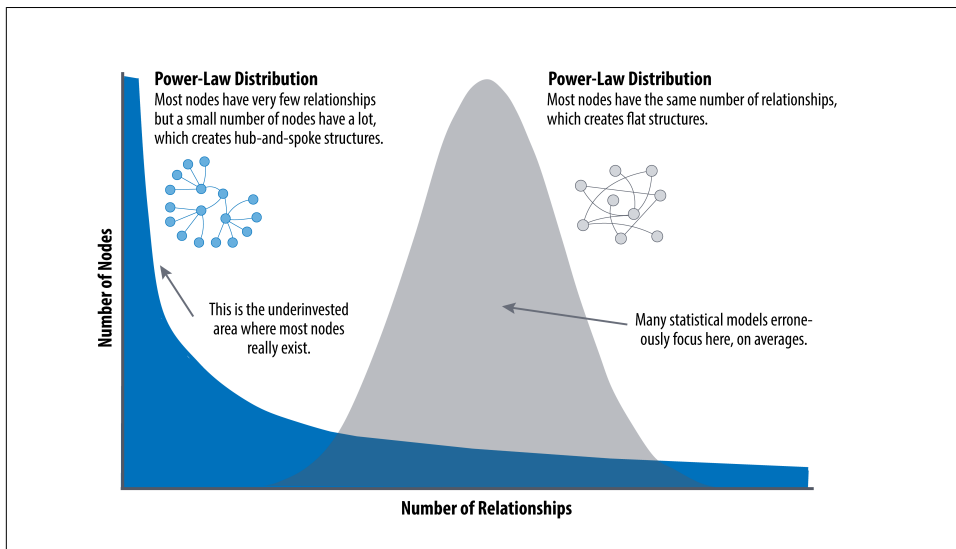 Power-Law Distribution
Most nodes have very few relationships
but a small number of nodes have a lot,
which creates hub-and-spoke structures.
Power-Law Distribution
Most nodes have the same number of relationships,
which creates flat structures.
This is the underinvested
area where most nodes
really exist.
Many statistical models errone-
ously focus here, on averages.
Number of Nodes
Number of Relationships